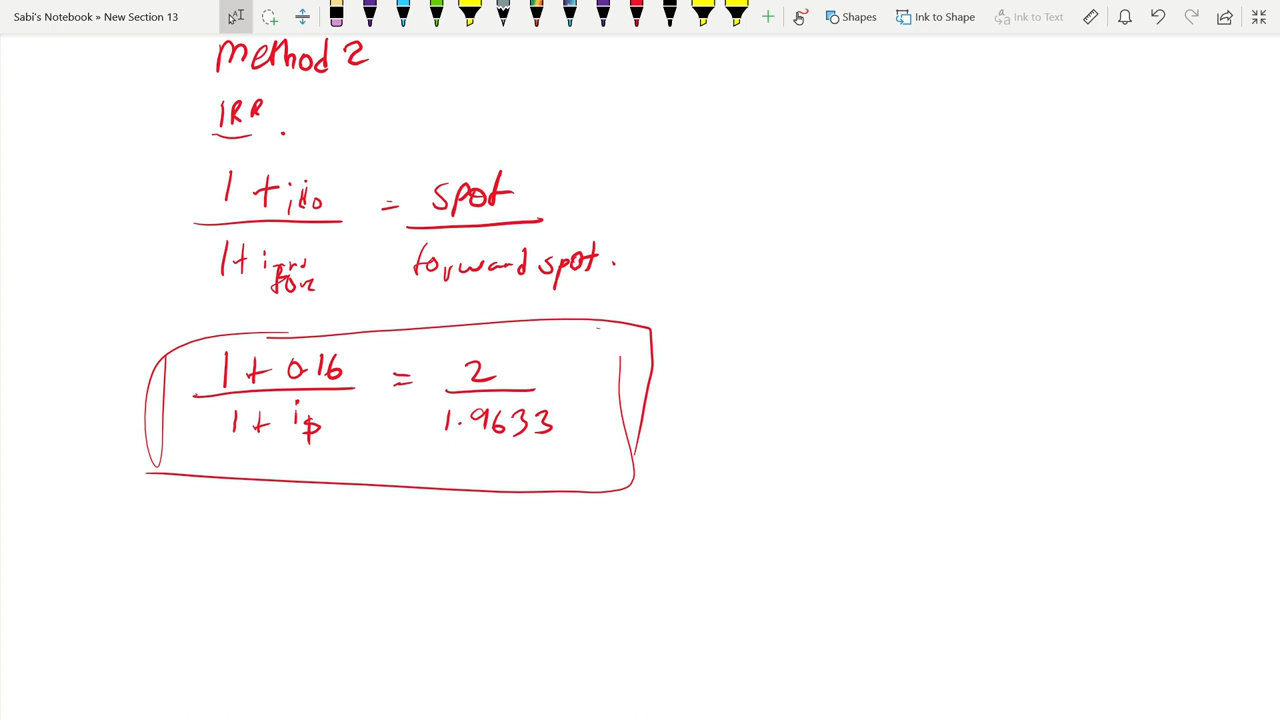 Sabi's Notebook » New Section 13
Shapes
Ink to Shape
Ink to Text
Method 2
IRR.
1 + = spot
1 + i forward spot.
1 + 0.16 = 2
1 + i$ 1.9633